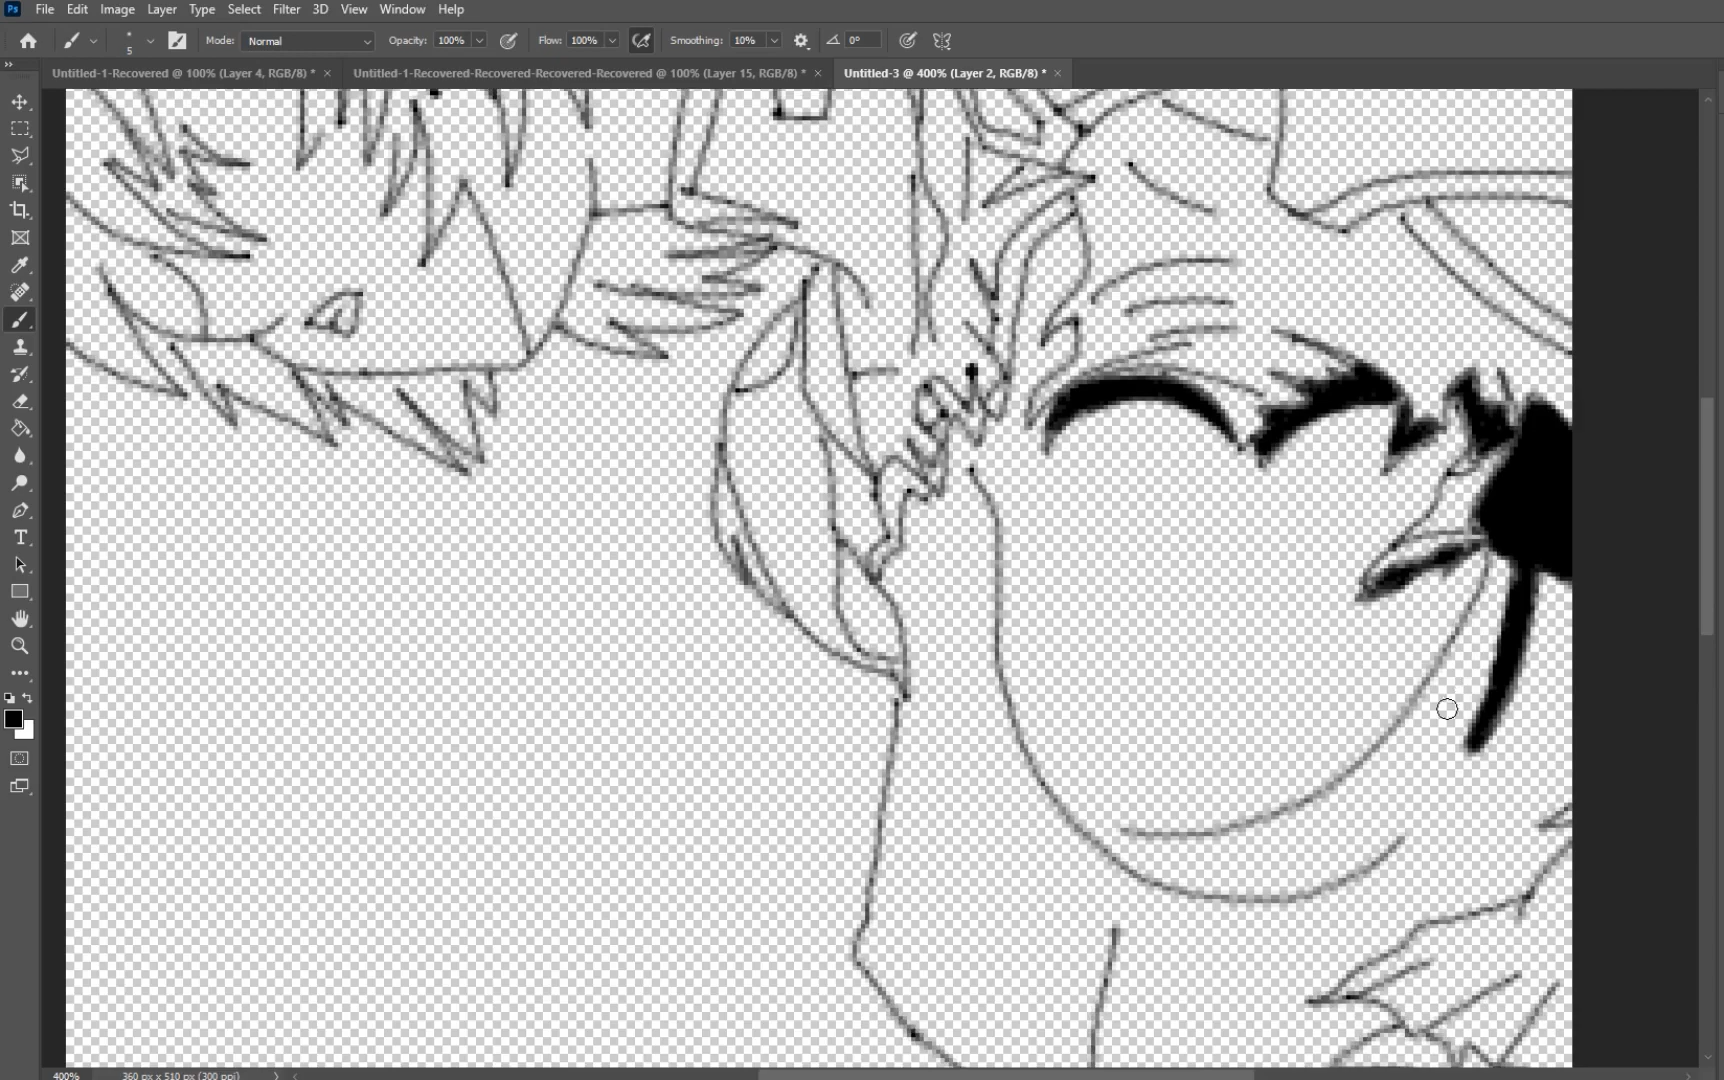 Ps File Edit Image Layer Type Select Filter 3D View Window Help
5 Mode: Normal Opacity: 100% Flow: 100% Smoothing: 10% 0°
Untitled-1-Recovered @ 100% (Layer 4, RGB/8) * × Untitled-1-Recovered-Recovered-Recovered-Recovered @ 100% (Layer 15, RGB/8) * × Untitled-3 @ 400% (Layer 2, RGB/8) * ×
400% 360 px x 510 px (300 ppi)